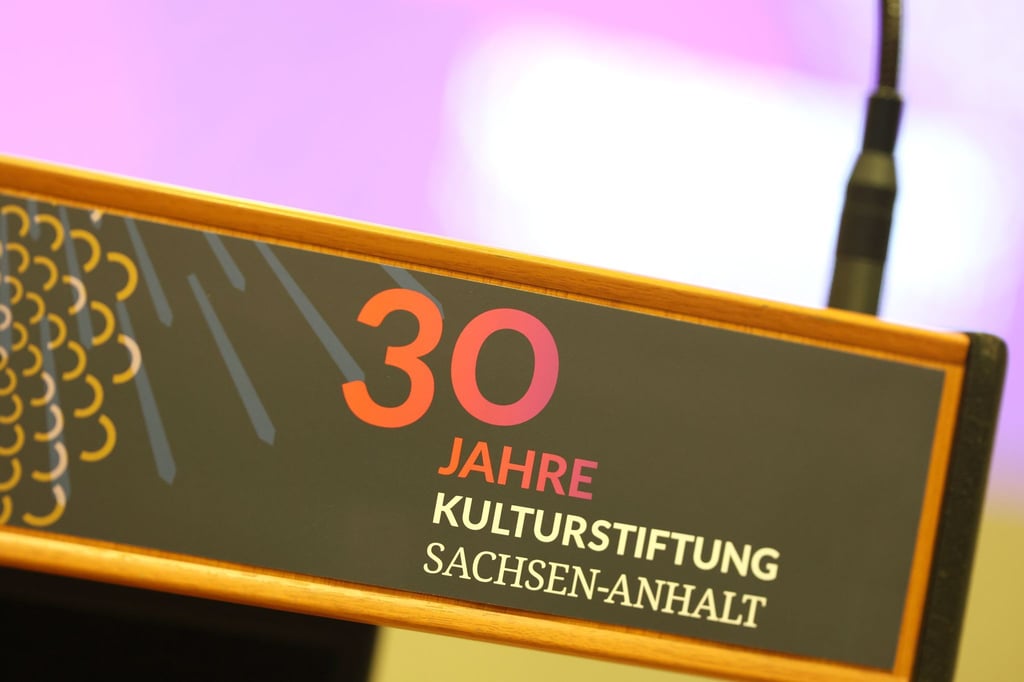 30
JAHRE
KULTURSTIFTUNG
SACHSEN-ANHALT